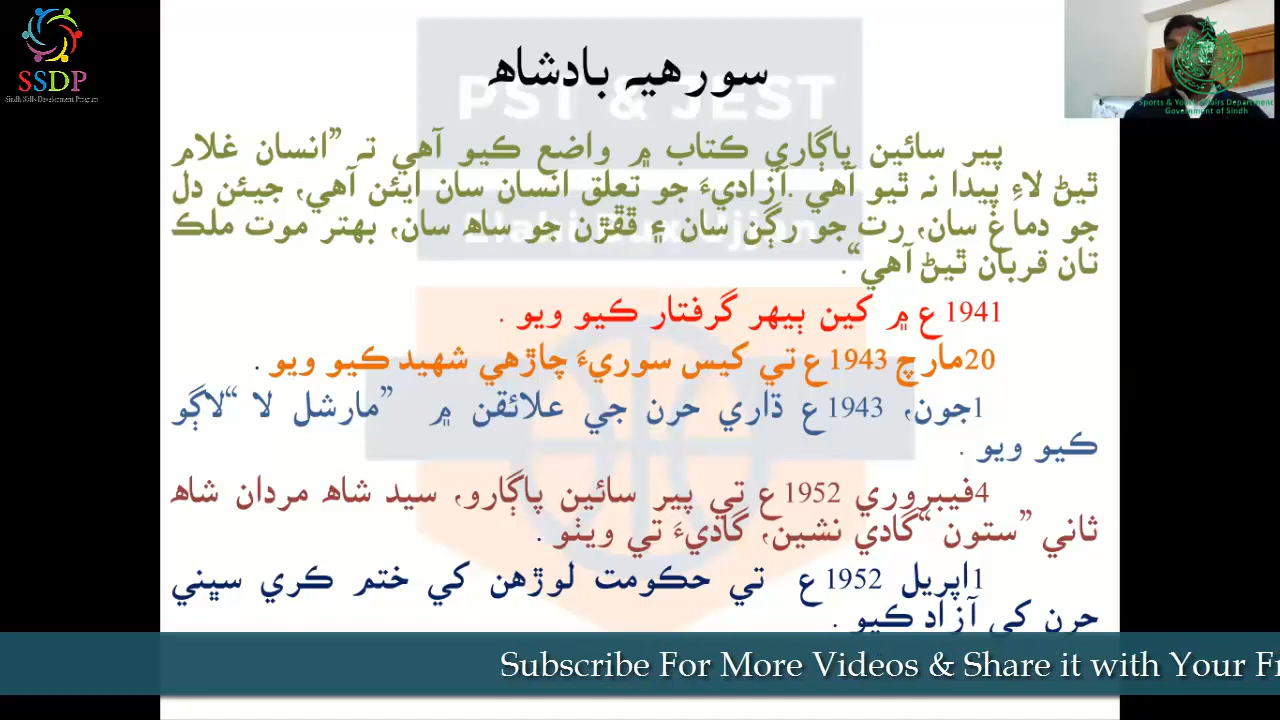 SSDP
Sindh Skills Development Program
Sports & Youth Affairs Department
Government of Sindh
سورهيہ بادشاھ
PST & JEST
پير سائين پاڳاري ڪتاب ۾ واضع ڪيو آهي تہ ”انسان غلام
ٿيڻ لاءِ پيدا نہ ٿيو آهي .آزاديءَ جو تعلق انسان سان ايئن آهي، جيئن دل
جو دماغ سان، رت جو رڳن سان ۽ ڦڦڙن جو ساھ سان، بهتر موت ملڪ
تان قربان ٿيڻ آهي“.
1941ع ۾ کين ٻيهر گرفتار ڪيو ويو .
20مارچ 1943ع تي کيس سوريءَ چاڙهي شهيد ڪيو ويو .
1جون، 1943ع ڌاري حرن جي علائقن ۾ ”مارشل لا “لاڳو
ڪيو ويو .
4فيبروري 1952ع تي پير سائين پاڳارو، سيد شاھ مردان شاھ
ثاني ”ستون “گادي نشين، گاديءَ تي ويٺو .
1اپريل 1952ع تي حڪومت لوڙهن کي ختم ڪري سڀني
حرن کي آزاد ڪيو .
Subscribe For More Videos & Share it with Your Fr